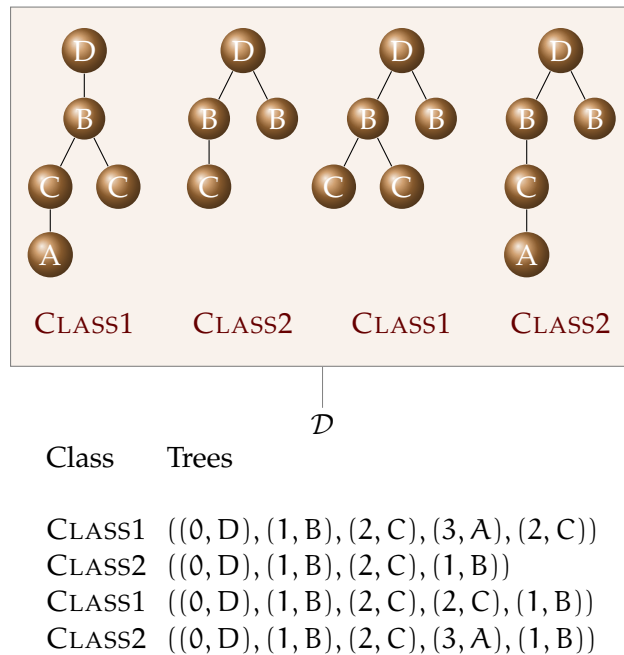 D D D D
B B B B B B B
C C C C C C
A A
CLASS1 CLASS2 CLASS1 CLASS2
𝒟
Class Trees
CLASS1 ((0, D), (1, B), (2, C), (3, A), (2, C))
CLASS2 ((0, D), (1, B), (2, C), (1, B))
CLASS1 ((0, D), (1, B), (2, C), (2, C), (1, B))
CLASS2 ((0, D), (1, B), (2, C), (3, A), (1, B))